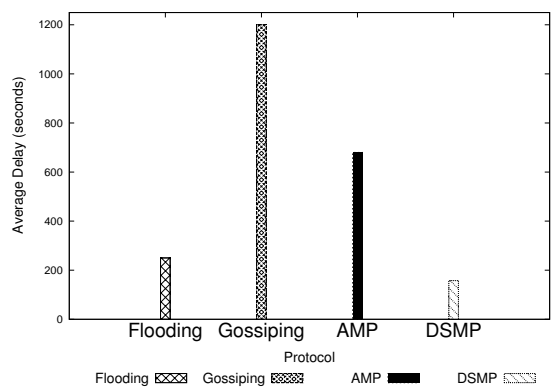 Average Delay (seconds)
1200
1000
800
600
400
200
0
Flooding Gossiping AMP DSMP
Protocol
Flooding Gossiping AMP DSMP